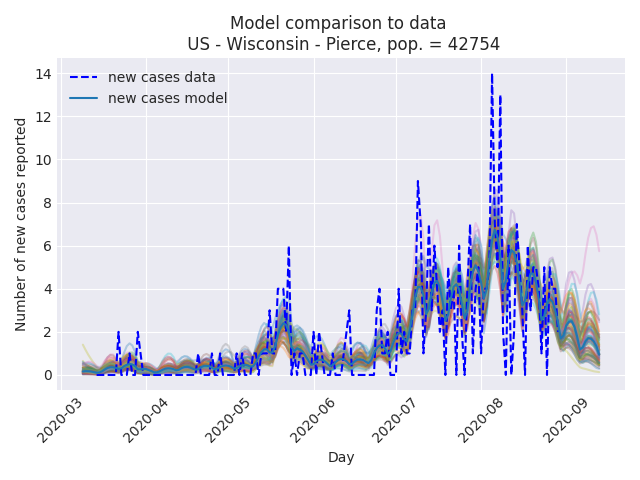 Model comparison to data
US - Wisconsin - Pierce, pop. = 42754
new cases data
new cases model
14
12
10
8
6
4
2
0
Number of new cases reported
2020-03
2020-04
2020-05
2020-06
2020-07
2020-08
2020-09
Day